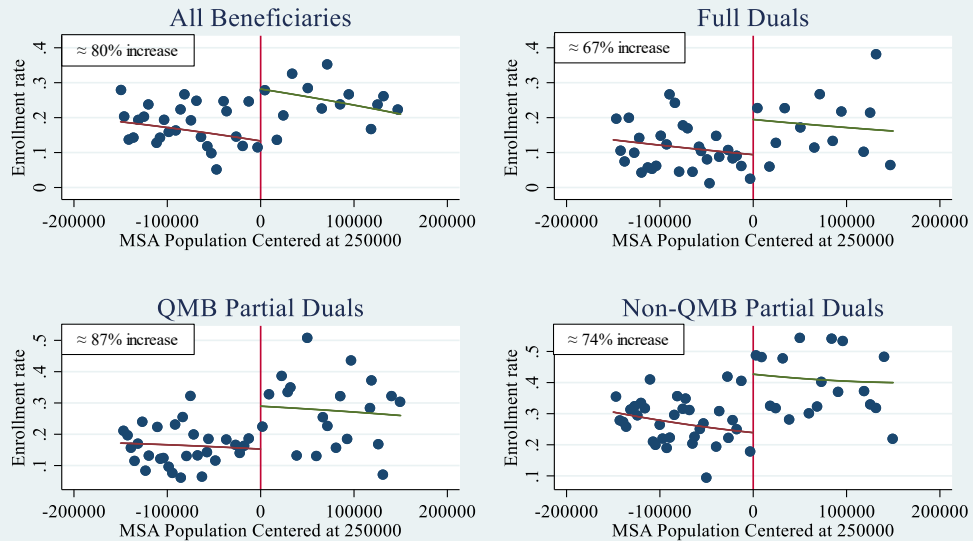 All Beneficiaries
≈ 80% increase
Enrollment rate
.4
.3
.2
.1
0
-200000 -100000 0 100000 200000
MSA Population Centered at 250000
Full Duals
≈ 67% increase
Enrollment rate
.4
.3
.2
.1
0
-200000 -100000 0 100000 200000
MSA Population Centered at 250000
QMB Partial Duals
≈ 87% increase
Enrollment rate
.5
.4
.3
.2
.1
-200000 -100000 0 100000 200000
MSA Population Centered at 250000
Non-QMB Partial Duals
≈ 74% increase
Enrollment rate
.5
.4
.3
.2
.1
-200000 -100000 0 100000 200000
MSA Population Centered at 250000